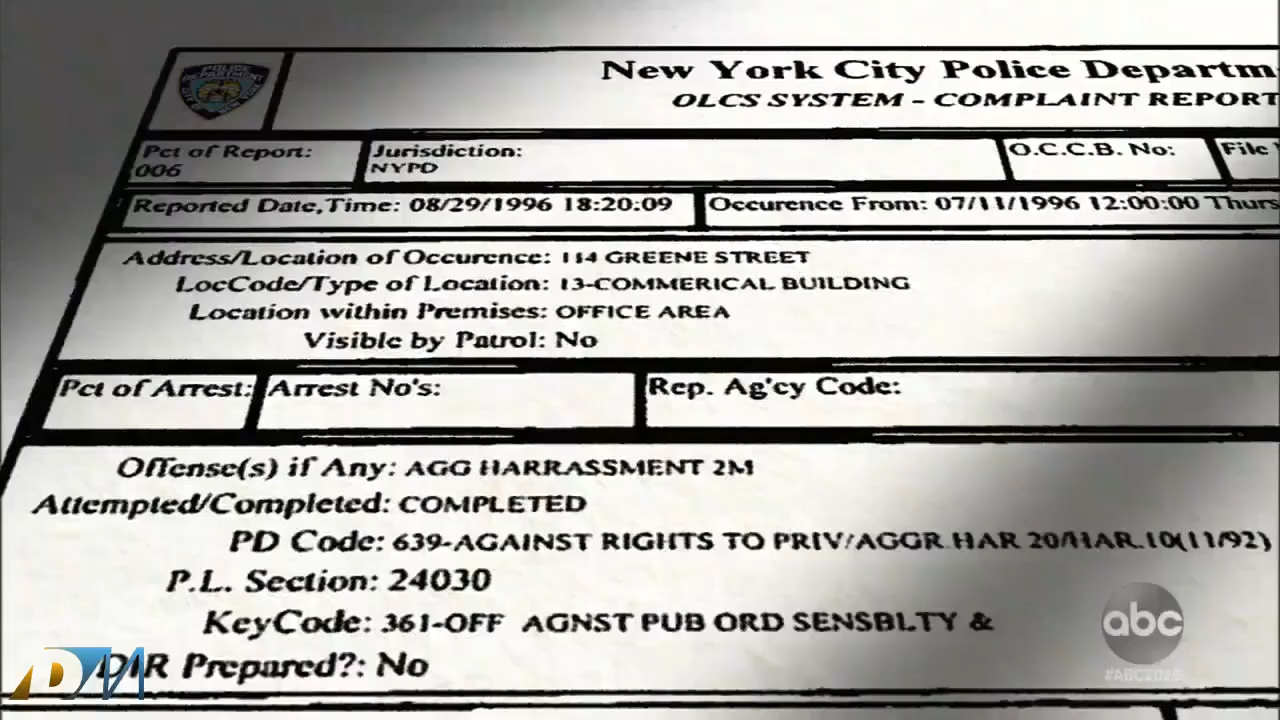 POLICE
DEPARTMENT
New York City Police Departm
OLCS SYSTEM - COMPLAINT REPORT
Pct of Report: Jurisdiction: O.C.C.B. No: File
006 NYPD
Reported Date,Time: 08/29/1996 18:20:09 Occurence From: 07/11/1996 12:00:00 Thurs
Address/Location of Occurence: 114 GREENE STREET
LocCode/Type of Location: 13-COMMERICAL BUILDING
Location within Premises: OFFICE AREA
Visible by Patrol: No
Pct of Arrest: Arrest No's: Rep. Ag'cy Code:
Offense(s) if Any: AGG HARRASSMENT 2M
Attempted/Completed: COMPLETED
PD Code: 639-AGAINST RIGHTS TO PRIV/AGGR HAR 20/HAR.10(11/92)
P.L. Section: 24030
KeyCode: 361-OFF AGNST PUB ORD SENSBLTY &
DIR Prepared?: No
abc
#ABC2020
DM